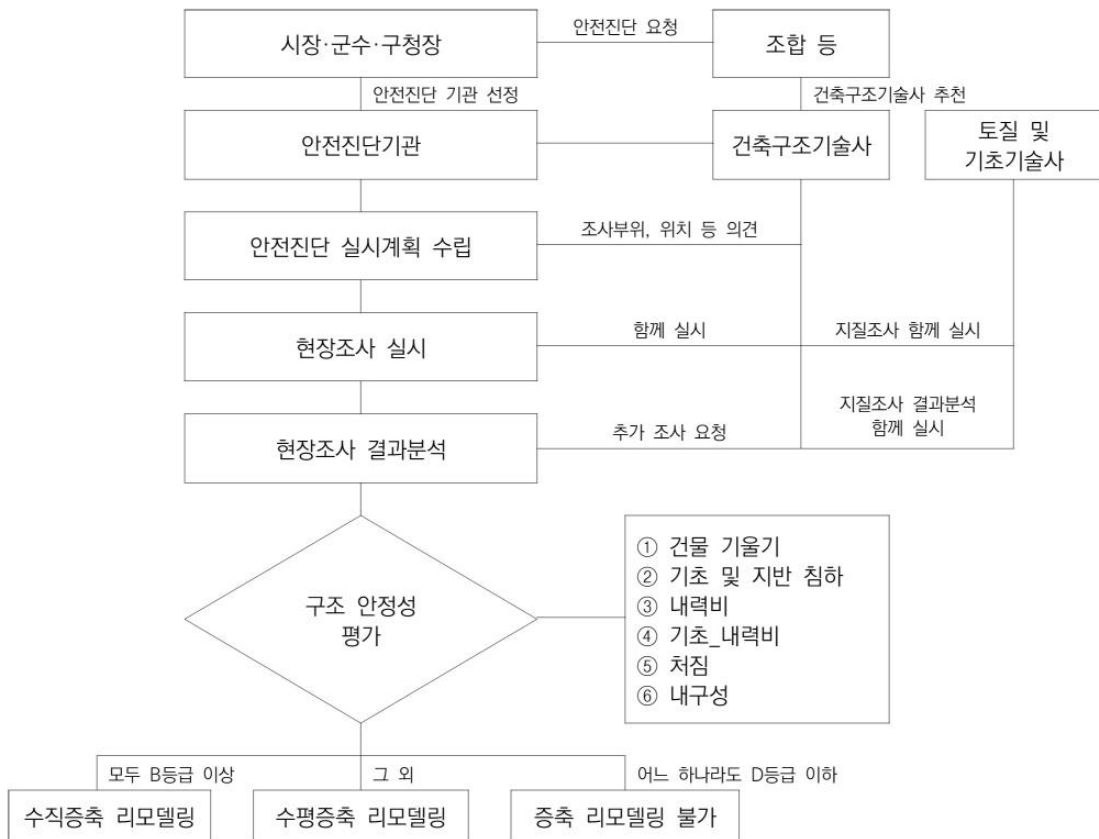 시장·군수·구청장
안전진단 요청
조합 등
안전진단 기관 선정
건축구조기술사 추천
안전진단기관
건축구조기술사
토질 및
기초기술사
안전진단 실시계획 수립
조사부위, 위치 등 의견
현장조사 실시
함께 실시
지질조사 함께 실시
현장조사 결과분석
추가 조사 요청
지질조사 결과분석
함께 실시
구조 안정성
평가
① 건물 기울기
② 기초 및 지반 침하
③ 내력비
④ 기초_내력비
⑤ 처짐
⑥ 내구성
모두 B등급 이상
그 외
어느 하나라도 D등급 이하
수직증축 리모델링
수평증축 리모델링
증축 리모델링 불가